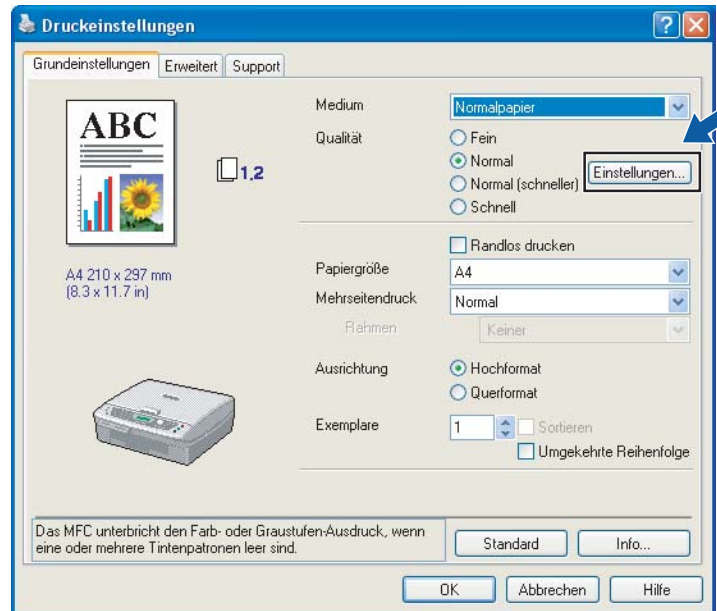 Druckeinstellungen
Grundeinstellungen Erweitert Support
ABC
1.2
A4 210 x 297 mm
(8.3 x 11.7 in)
Medium Normalpapier
Qualität Fein
Normal
Normal (schneller)
Schnell
Einstellungen...
Randlos drucken
Papiergröße A4
Mehrseitendruck Normal
Rahmen Keiner
Ausrichtung Hochformat
Querformat
Exemplare 1 Sortieren
Umgekehrte Reihenfolge
Das MFC unterbricht den Farb- oder Graustufen-Ausdruck, wenn
eine oder mehrere Tintenpatronen leer sind.
Standard Info...
OK Abbrechen Hilfe